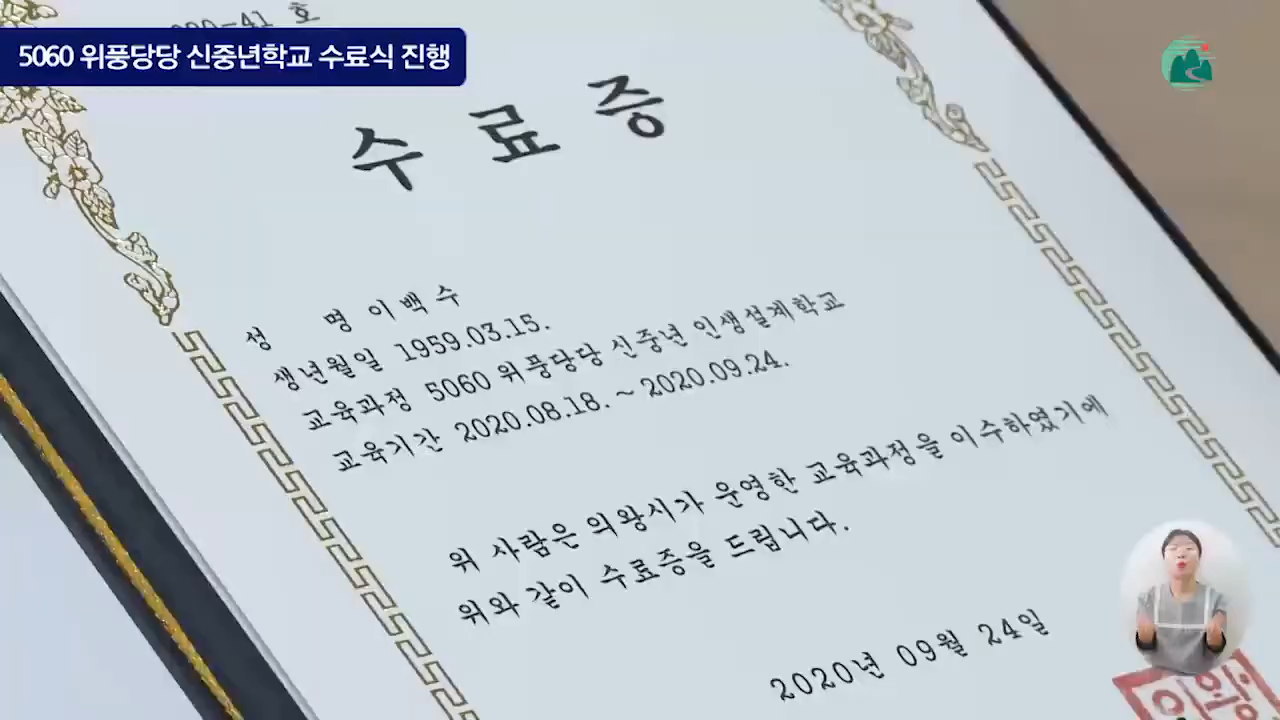 5060 위풍당당 신중년학교 수료식 진행
-41 호
수료증
성 명 이백수
생년월일 1959.03.15.
교육과정 5060 위풍당당 신중년 인생설계학교
교육기간 2020.08.18. ~ 2020.09.24.
위 사람은 의왕시가 운영한 교육과정을 이수하였기에
위와 같이 수료증을 드립니다.
2020년 09월 24일
의왕